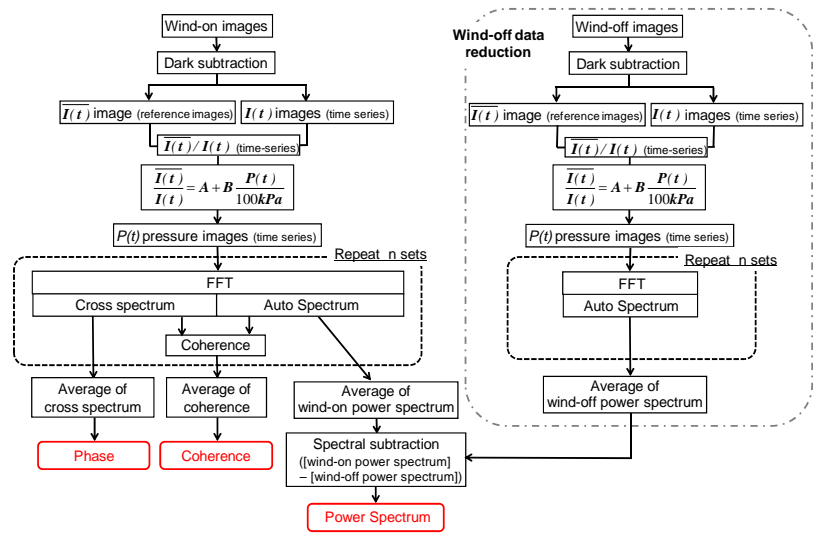 Wind-on images
Dark subtraction
I(t) image (reference images)
I(t) images (time series)
I(t) / I(t) (time-series)
I(t)/I(t) = A + B P(t)/100kPa
P(t) pressure images (time series)
Repeat n sets
FFT
Cross spectrum
Auto Spectrum
Coherence
Average of
cross spectrum
Average of
coherence
Average of
wind-on power spectrum
Phase
Coherence
Spectral subtraction
([wind-on power spectrum]
– [wind-off power spectrum])
Power Spectrum
Wind-off data
reduction
Wind-off images
Dark subtraction
I(t) image (reference images)
I(t) images (time series)
I(t) / I(t) (time-series)
I(t)/I(t) = A + B P(t)/100kPa
P(t) pressure images (time series)
Repeat n sets
FFT
Auto Spectrum
Average of
wind-off power spectrum